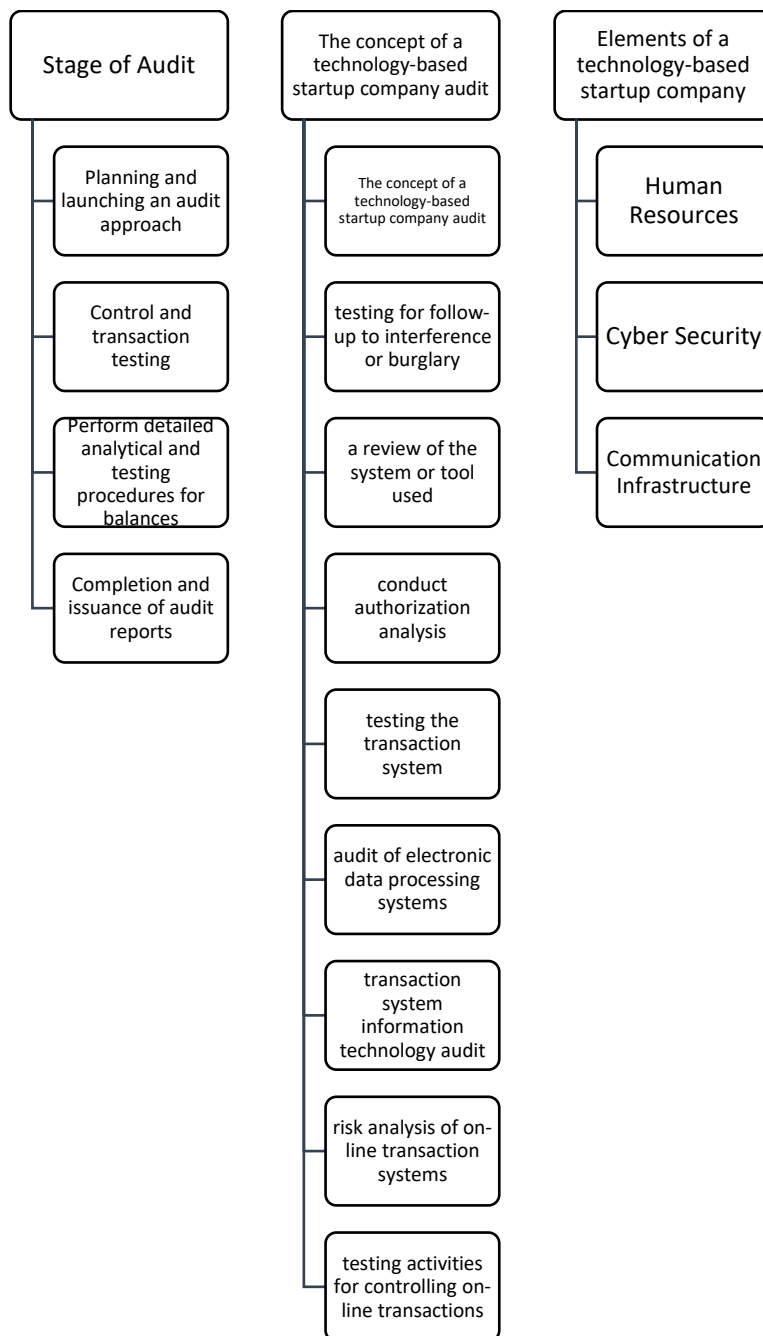 Stage of Audit
Planning and
launching an audit
approach
Control and
transaction
testing
Perform detailed
analytical and
testing
procedures for
balances
Completion and
issuance of audit
reports
The concept of a
technology-based
startup company audit
The concept of a
technology-based
startup company audit
testing for follow-
up to interference
or burglary
a review of the
system or tool
used
conduct
authorization
analysis
testing the
transaction
system
audit of electronic
data processing
systems
transaction
system
information
technology audit
risk analysis of on-
line transaction
systems
testing activities
for controlling on-
line transactions
Elements of a
technology-based
startup company
Human
Resources
Cyber Security
Communication
Infrastructure